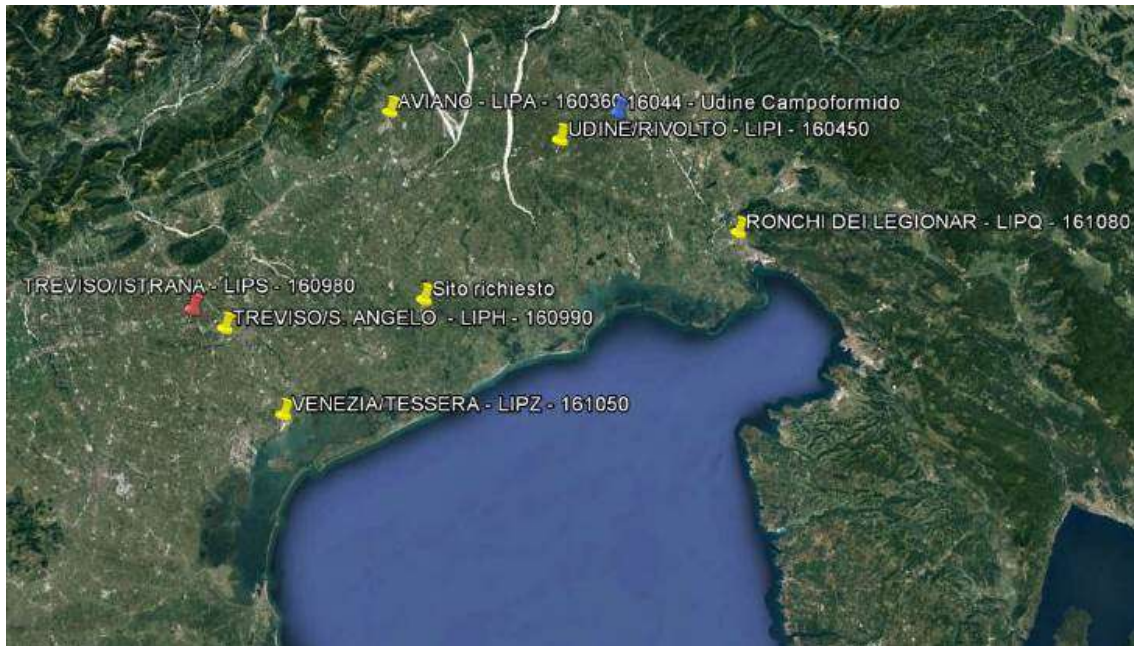 AVIANO - LIPA - 160360
16044 - Udine Campoformido
UDINE/RIVOLTO - LIPI - 160450
RONCHI DEI LEGIONAR - LIPQ - 161080
TREVISO/ISTRANA - LIPS - 160980
Sito richiesto
TREVISO/S. ANGELO - LIPH - 160990
VENEZIA/TESSERA - LIPZ - 161050